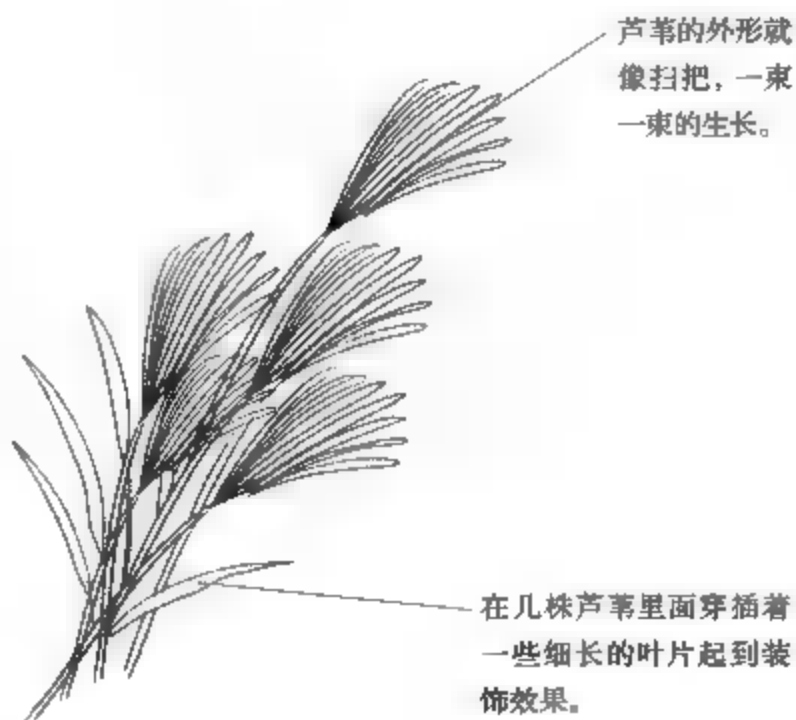 芦苇的外形就
像扫把，一束
一束的生长。
在几株芦苇里面穿插着
一些细长的叶片起到装
饰效果。